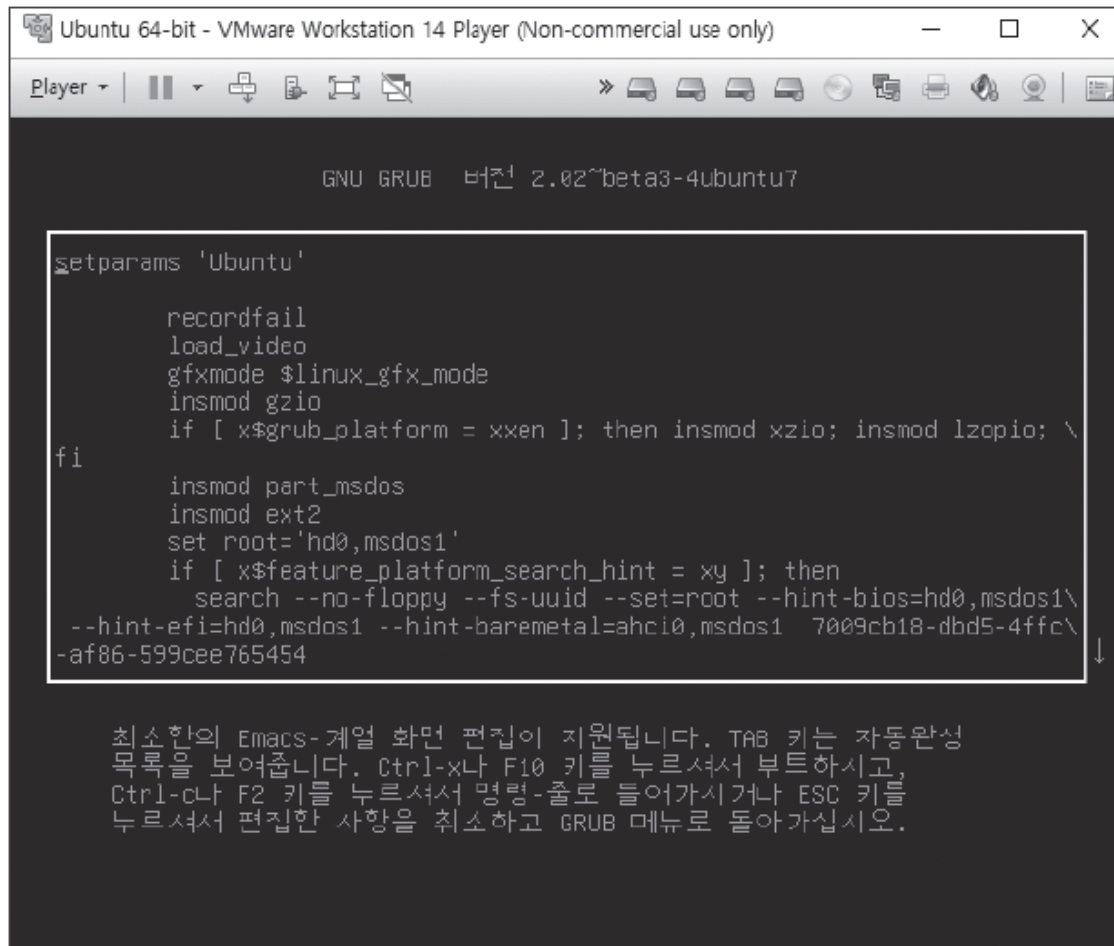 Ubuntu 64-bit - VMware Workstation 14 Player (Non-commercial use only)
Player
GNU GRUB 버전 2.02~beta3-4ubuntu7
setparams 'Ubuntu'
recordfail
load_video
gfxmode $linux_gfx_mode
insmod gzio
if [ x$grub_platform = xxen ]; then insmod xzio; insmod lzopio; \
fi
insmod part_msdos
insmod ext2
set root='hd0,msdos1'
if [ x$feature_platform_search_hint = xy ]; then
search --no-floppy --fs-uuid --set=root --hint-bios=hd0,msdos1\
--hint-efi=hd0,msdos1 --hint-baremetal=ahci0,msdos1 7009cb18-dbd5-4ffc\
-af86-599cee765454
최소한의 Emacs-계열 화면 편집이 지원됩니다. TAB 키는 자동완성
목록을 보여줍니다. Ctrl-x나 F10 키를 누르셔서 부트하시고,
Ctrl-c나 F2 키를 누르셔서 명령-줄로 들어가시거나 ESC 키를
누르셔서 편집한 사항을 취소하고 GRUB 메뉴로 돌아가십시오.